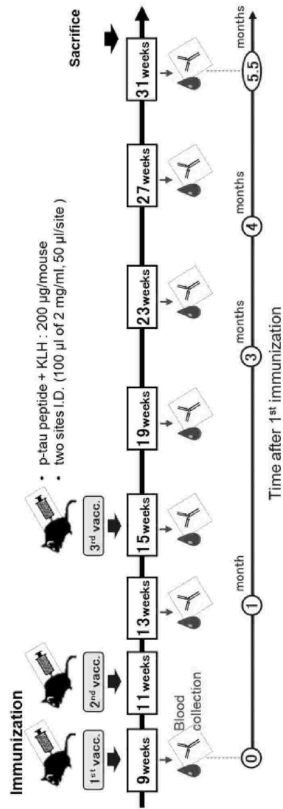 Immunization
• p-tau peptide + KLH : 200 μg/mouse
• two sites I.D. (100 μl of 2 mg/ml, 50 μl/site )
Sacrifice
1st vacc.
2nd vacc.
3rd vacc.
9 weeks
11 weeks
13 weeks
15 weeks
19 weeks
23 weeks
27 weeks
31 weeks
Blood
collection
month
months
months
months
0
1
3
4
5.5
Time after 1st immunization